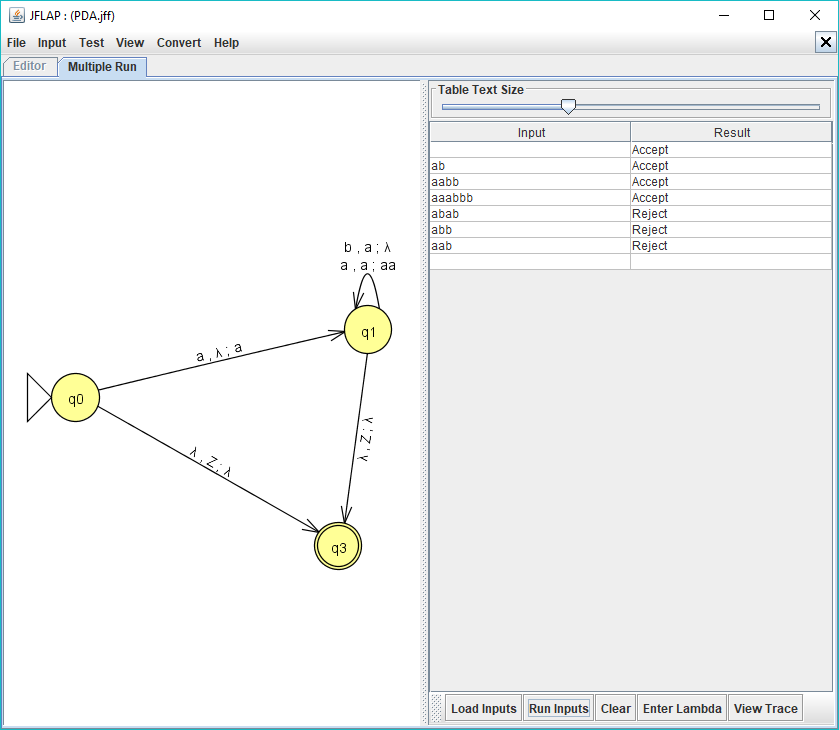 JFLAP : (PDA.jff)
File Input Test View Convert Help
Editor Multiple Run
Table Text Size
Input Result
Accept
ab Accept
aabb Accept
aaabbb Accept
abab Reject
abb Reject
aab Reject
b , a ; λ
a , a ; aa
q1
a , λ ; a
q0
λ , Z ; λ
λ , Z ; λ
q3
Load Inputs Run Inputs Clear Enter Lambda View Trace